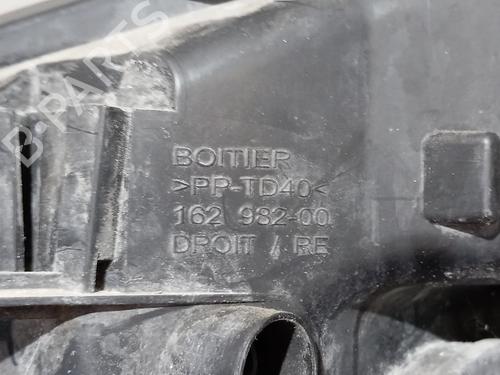 B-PARTS
BOITIER
>PP-TD40<
162 982-00
DROIT / RE